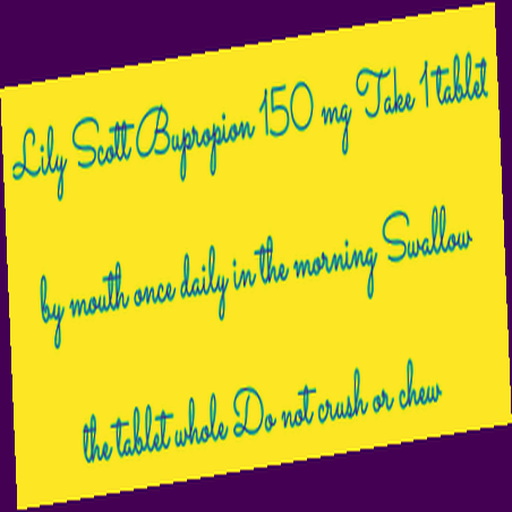 Lily Scott Bupropion 150 mg Take 1 tablet
by mouth once daily in the morning Swallow
the tablet whole Do not crush or chew